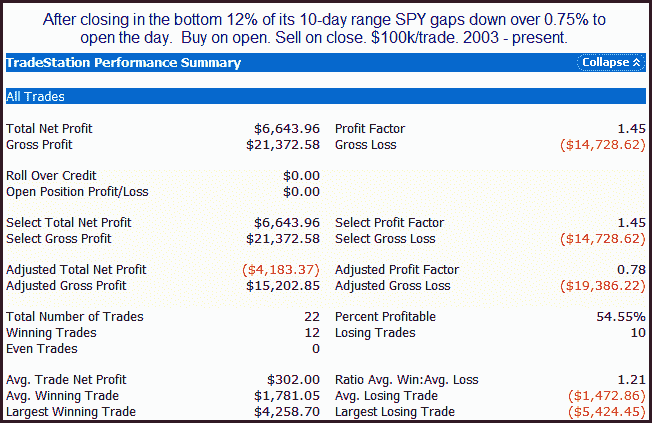 After closing in the bottom 12% of its 10-day range SPY gaps down over 0.75% to
open the day. Buy on open. Sell on close. $100k/trade. 2003 - present.
TradeStation Performance Summary Collapse
All Trades
Total Net Profit $6,643.96 Profit Factor 1.45
Gross Profit $21,372.58 Gross Loss ($14,728.62)
Roll Over Credit $0.00
Open Position Profit/Loss $0.00
Select Total Net Profit $6,643.96 Select Profit Factor 1.45
Select Gross Profit $21,372.58 Select Gross Loss ($14,728.62)
Adjusted Total Net Profit ($4,183.37) Adjusted Profit Factor 0.78
Adjusted Gross Profit $15,202.85 Adjusted Gross Loss ($19,386.22)
Total Number of Trades 22 Percent Profitable 54.55%
Winning Trades 12 Losing Trades 10
Even Trades 0
Avg. Trade Net Profit $302.00 Ratio Avg. Win:Avg. Loss 1.21
Avg. Winning Trade $1,781.05 Avg. Losing Trade ($1,472.86)
Largest Winning Trade $4,258.70 Largest Losing Trade ($5,424.45)